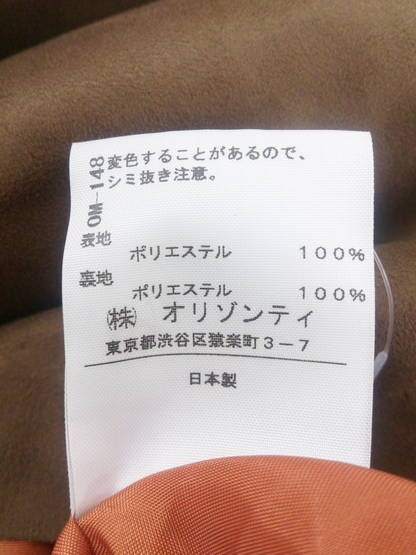 OM-148
変色することがあるので、
シミ抜き注意。
表地
ポリエステル 100%
裏地
ポリエステル 100%
㈱ オリゾンティ
東京都渋谷区猿楽町3-7
日本製